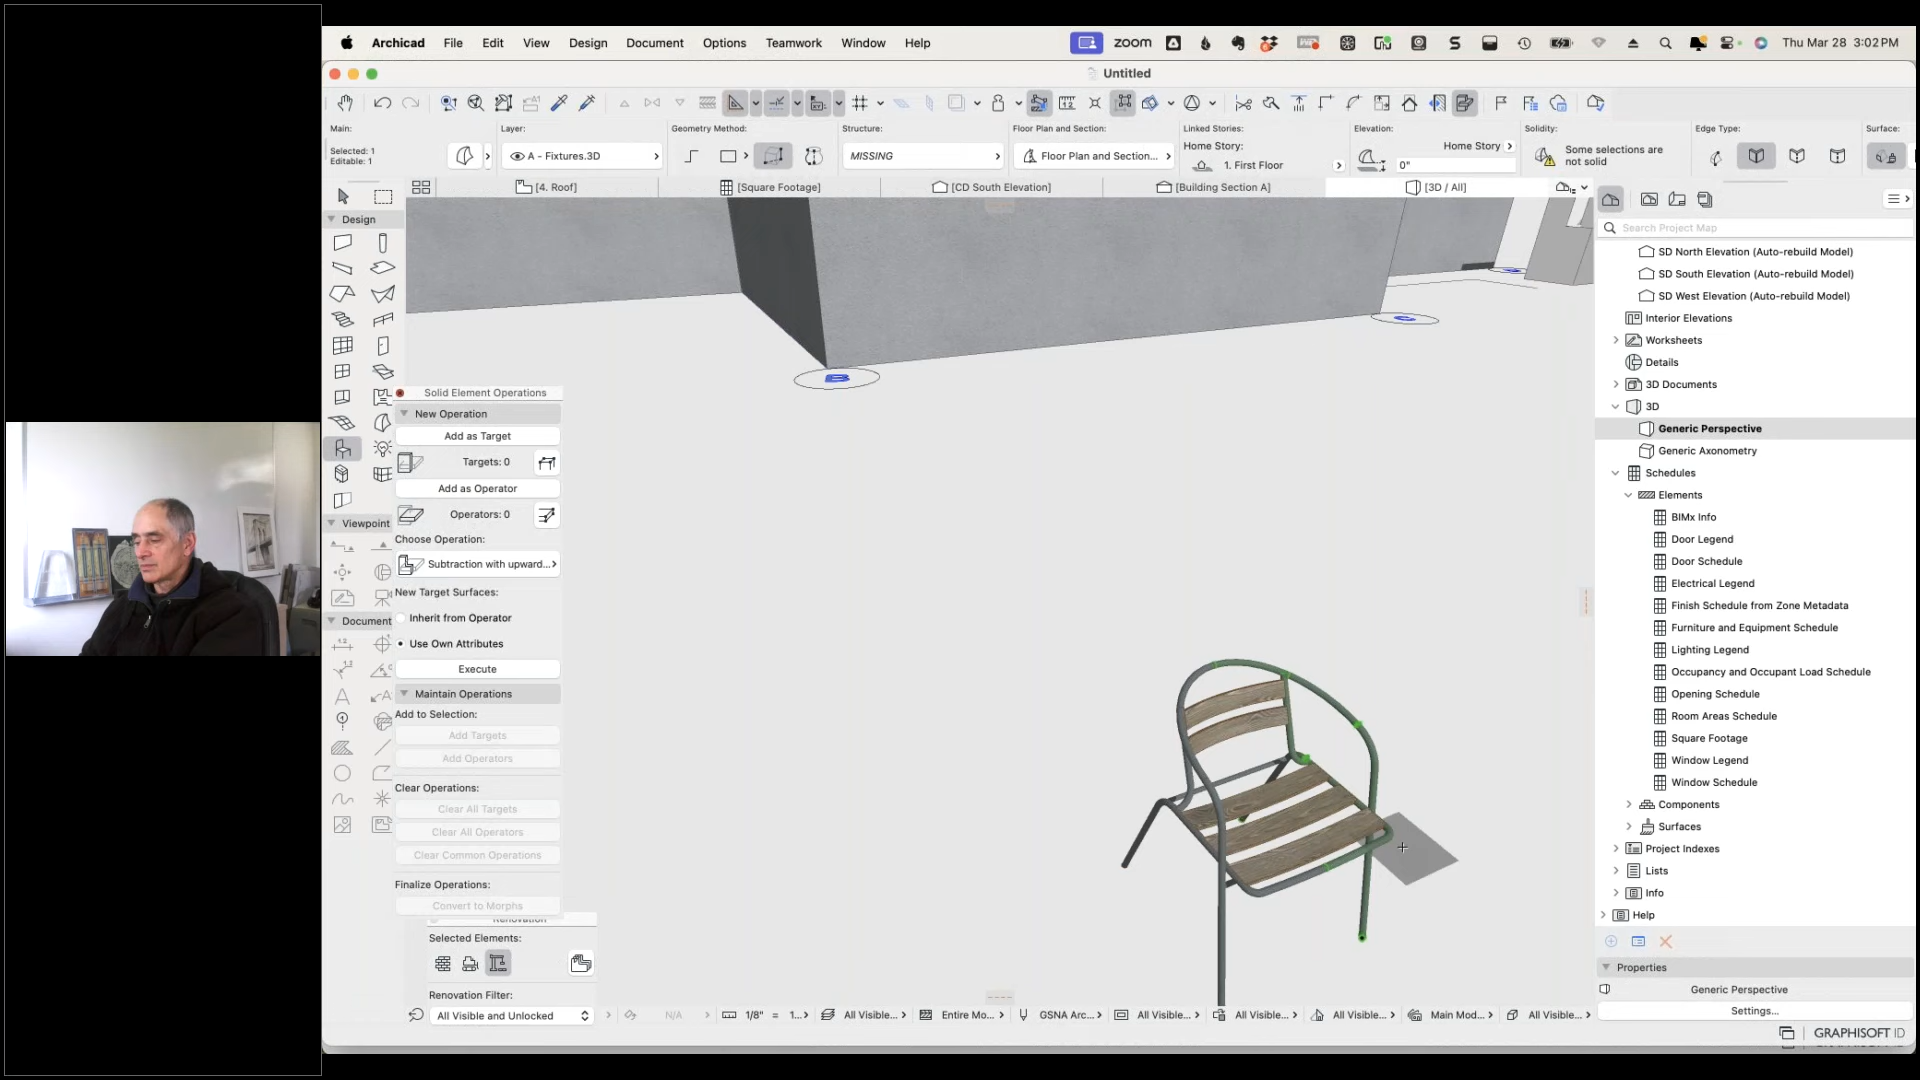 Archicad File Edit View Design Document Options Teamwork Window Help
zoom
Thu Mar 28 3:02 PM
Untitled
Main: Layer: Geometry Method: Structure: Floor Plan and Section: Linked Stories: Elevation: Solidity: Edge Type: Surface:
Selected: 1
Editable: 1
A - Fixtures.3D
MISSING
Floor Plan and Section...
Home Story:
1. First Floor
Home Story
0"
Some selections are
not solid
[4. Roof]
[Square Footage]
[CD South Elevation]
[Building Section A]
[3D / All]
Design
Viewpoint
Document
Solid Element Operations
New Operation
Add as Target
Targets: 0
Add as Operator
Operators: 0
Choose Operation:
Subtraction with upward...
New Target Surfaces:
Inherit from Operator
Use Own Attributes
Execute
Maintain Operations
Add to Selection:
Add Targets
Add Operators
Clear Operations:
Clear All Targets
Clear All Operators
Clear Common Operations
Finalize Operations:
Convert to Morphs
Renovation
Selected Elements:
Renovation Filter:
All Visible and Unlocked
B
C
N/A
1/8" = 1...
All Visible...
Entire Mo...
GSNA Arc...
All Visible...
All Visible...
All Visible...
Main Mod...
All Visible...
Search Project Map
SD North Elevation (Auto-rebuild Model)
SD South Elevation (Auto-rebuild Model)
SD West Elevation (Auto-rebuild Model)
Interior Elevations
Worksheets
Details
3D Documents
3D
Generic Perspective
Generic Axonometry
Schedules
Elements
BIMx Info
Door Legend
Door Schedule
Electrical Legend
Finish Schedule from Zone Metadata
Furniture and Equipment Schedule
Lighting Legend
Occupancy and Occupant Load Schedule
Opening Schedule
Room Areas Schedule
Square Footage
Window Legend
Window Schedule
Components
Surfaces
Project Indexes
Lists
Info
Help
Properties
Generic Perspective
Settings...
GRAPHISOFT ID